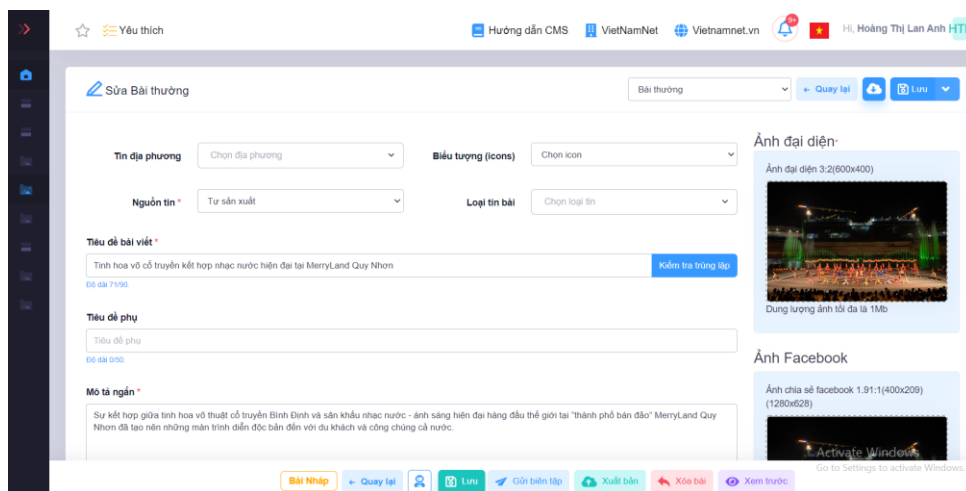 Yêu thích
Hướng dẫn CMS
VietNamNet
Vietnamnet.vn
9+
Hi, Hoàng Thị Lan Anh HTL
Sửa Bài thường
Bài thường
← Quay lại
Lưu
Tin địa phương
Chọn địa phương
Biểu tượng (icons)
Chọn icon
Nguồn tin *
Tự sản xuất
Loại tin bài
Chọn loại tin
Tiêu đề bài viết *
Tinh hoa võ cổ truyền kết hợp nhạc nước hiện đại tại MerryLand Quy Nhơn
Kiểm tra trùng lặp
Độ dài 71/90.
Tiêu đề phụ
Tiêu đề phụ
Độ dài 0/50.
Mô tả ngắn *
Sự kết hợp giữa tinh hoa võ thuật cổ truyền Bình Định và sân khấu nhạc nước - ánh sáng hiện đại hàng đầu thế giới tại "thành phố bán đảo" MerryLand Quy
Nhơn đã tạo nên những màn trình diễn độc bản đến với du khách và công chúng cả nước.
Ảnh đại diện*
Ảnh đại diện 3:2(600x400)
Dung lượng ảnh tối đa là 1Mb
Ảnh Facebook
Ảnh chia sẻ facebook 1.91:1(400x209)
(1280x628)
Activate Windows
Go to Settings to activate Windows.
Bài Nháp
← Quay lại
Lưu
Gửi biên tập
Xuất bản
Xóa bài
Xem trước